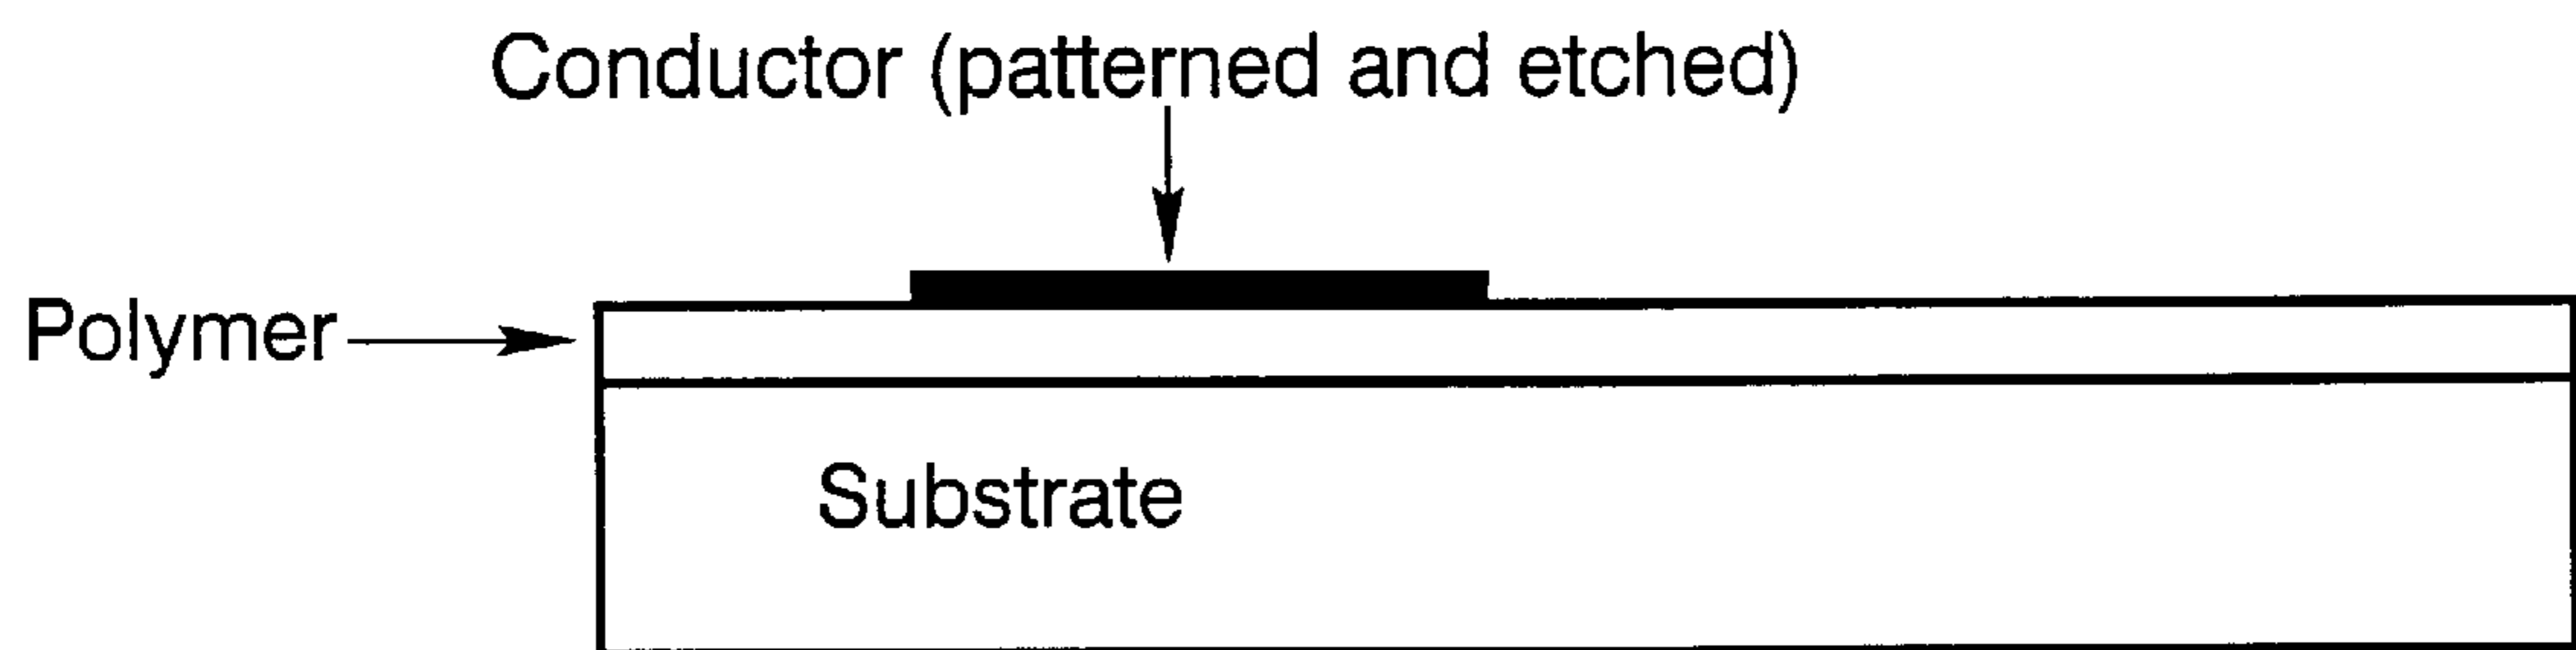 Conductor (patterned and etched)
Polymer
Substrate